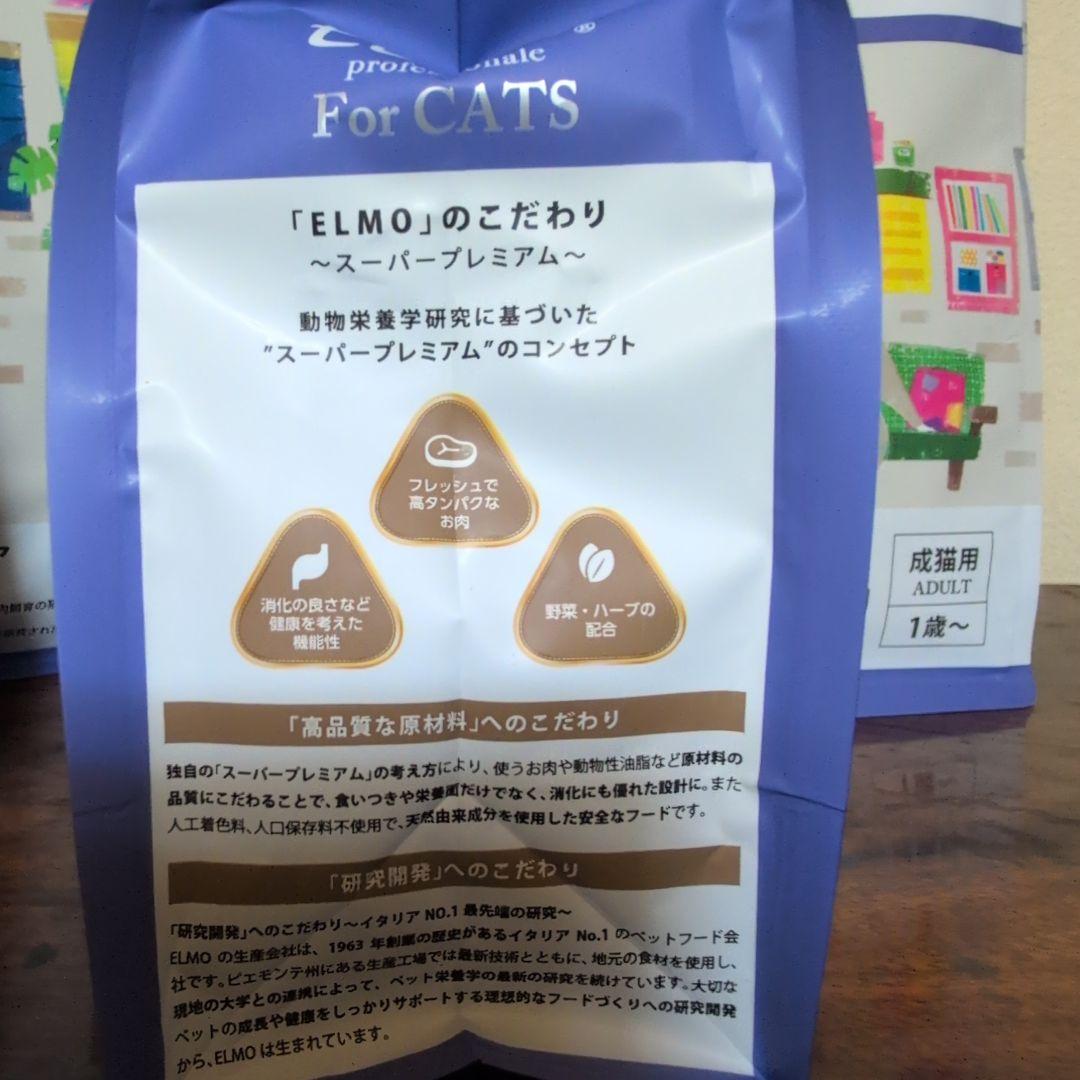 ®
professionale
For CATS
「ELMO」のこだわり
～スーパープレミアム～
動物栄養学研究に基づいた
"スーパープレミアム"のコンセプト
フレッシュで
高タンパクな
お肉
消化の良さなど
健康を考えた
機能性
野菜・ハーブの
配合
「高品質な原材料」へのこだわり
独自の「スーパープレミアム」の考え方により、使うお肉や動物性油脂など原材料の
品質にこだわることで、食いつきや栄養面だけでなく、消化にも優れた設計に。また
人工着色料、人口保存料不使用で、天然由来成分を使用した安全なフードです。
「研究開発」へのこだわり
「研究開発」へのこだわり～イタリア NO.1 最先端の研究～
ELMO の生産会社は、1963 年創業の歴史があるイタリア No.1 のペットフード会
社です。ピエモンテ州にある生産工場では最新技術とともに、地元の食材を使用し、
現地の大学との連携によって、ペット栄養学の最新の研究を続けています。大切な
ペットの成長や健康をしっかりサポートする理想的なフードづくりへの研究開発
から、ELMO は生まれています。
成猫用
ADULT
1歳～